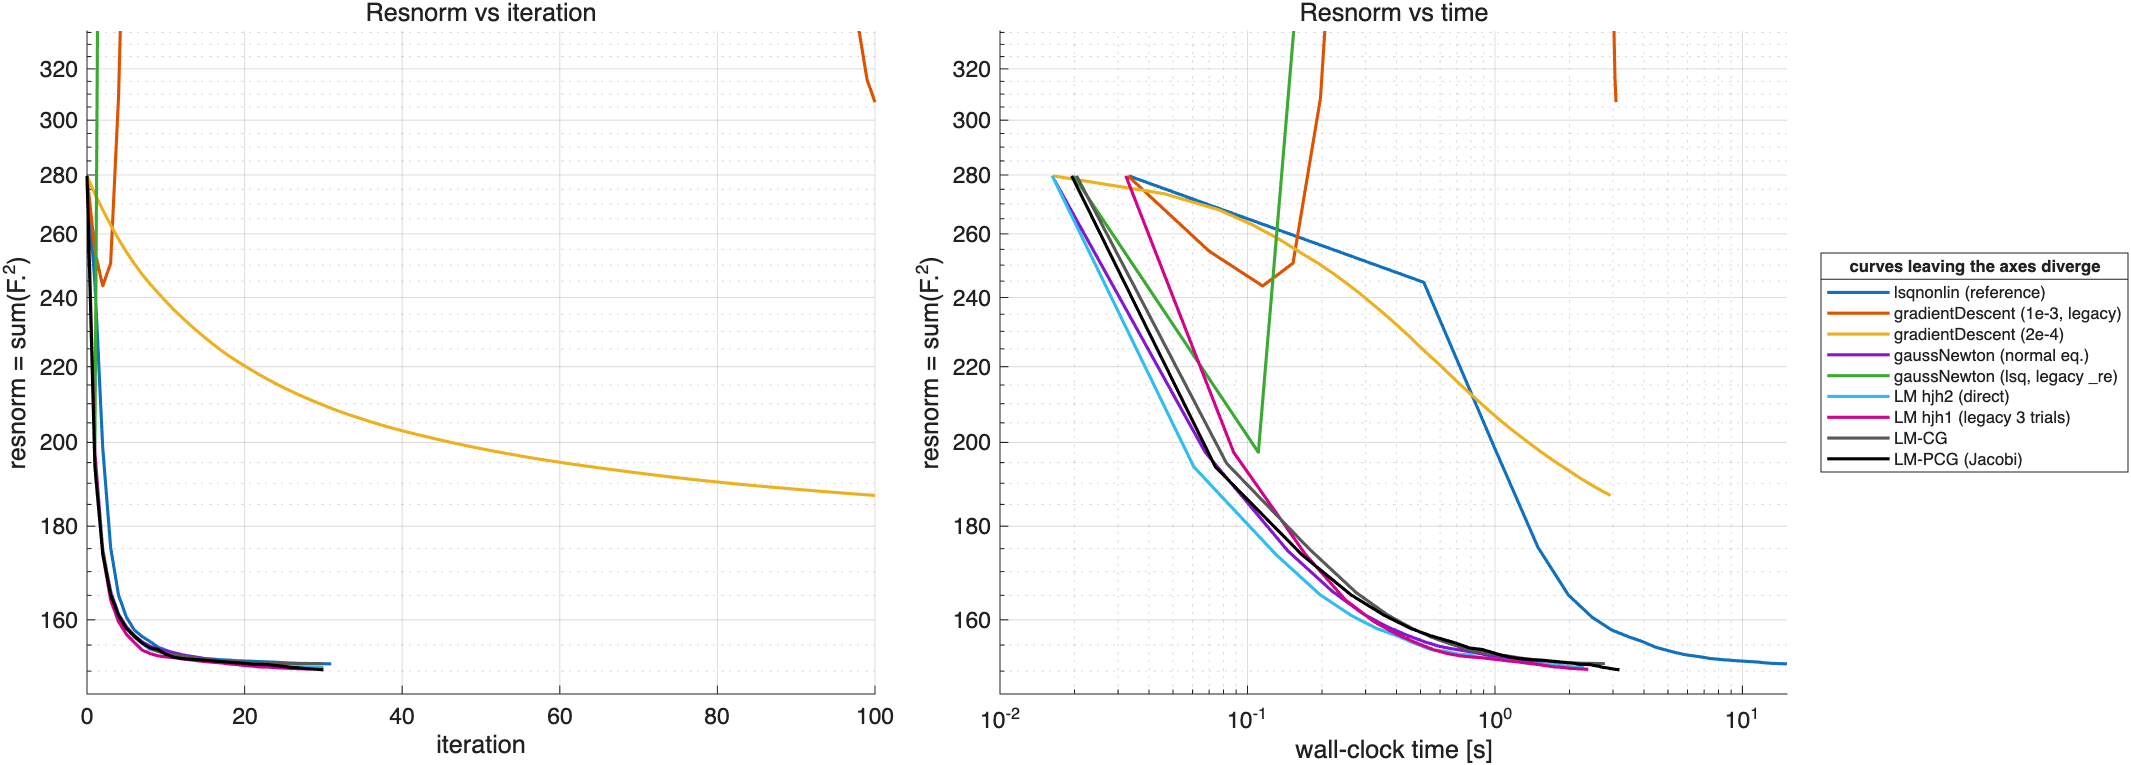 Resnorm vs iteration
resnorm = sum(F.²)
320
300
280
260
240
220
200
180
160
0 20 40 60 80 100
iteration
Resnorm vs time
resnorm = sum(F.²)
320
300
280
260
240
220
200
180
160
10⁻² 10⁻¹ 10⁰ 10¹
wall-clock time [s]
curves leaving the axes diverge
lsqnonlin (reference)
gradientDescent (1e-3, legacy)
gradientDescent (2e-4)
gaussNewton (normal eq.)
gaussNewton (lsq, legacy _re)
LM hjh2 (direct)
LM hjh1 (legacy 3 trials)
LM-CG
LM-PCG (Jacobi)